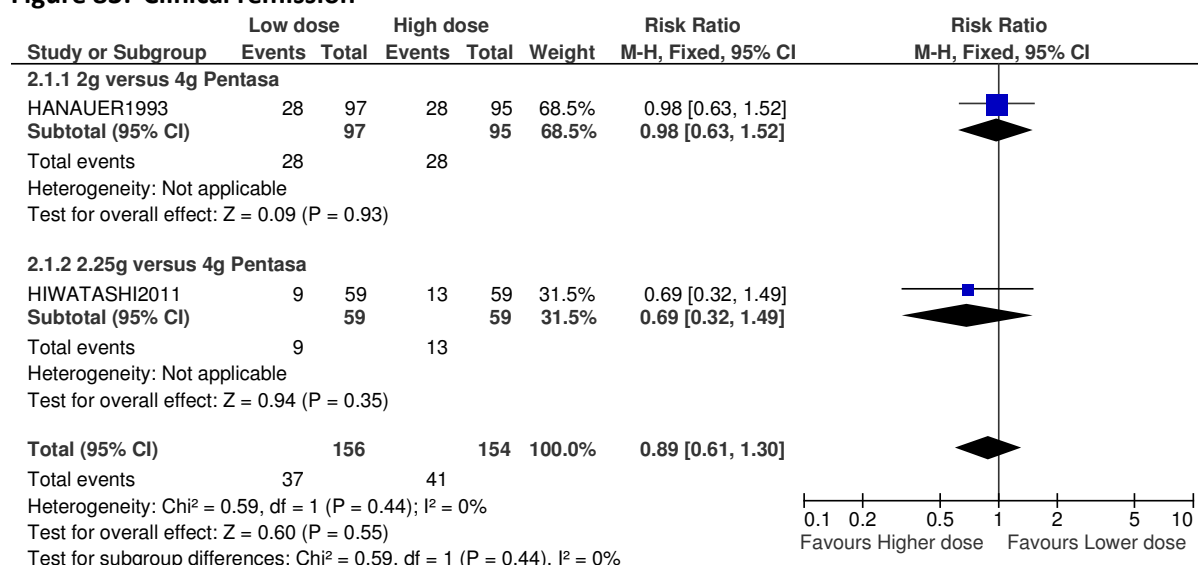 Figure 83: Clinical remission
Low dose High dose Risk Ratio Risk Ratio
Study or Subgroup Events Total Events Total Weight M-H, Fixed, 95% CI M-H, Fixed, 95% CI
2.1.1 2g versus 4g Pentasa
HANAUER1993 28 97 28 95 68.5% 0.98 [0.63, 1.52]
Subtotal (95% CI) 97 95 68.5% 0.98 [0.63, 1.52]
Total events 28 28
Heterogeneity: Not applicable
Test for overall effect: Z = 0.09 (P = 0.93)
2.1.2 2.25g versus 4g Pentasa
HIWATASHI2011 9 59 13 59 31.5% 0.69 [0.32, 1.49]
Subtotal (95% CI) 59 59 31.5% 0.69 [0.32, 1.49]
Total events 9 13
Heterogeneity: Not applicable
Test for overall effect: Z = 0.94 (P = 0.35)
Total (95% CI) 156 154 100.0% 0.89 [0.61, 1.30]
Total events 37 41
Heterogeneity: Chi² = 0.59, df = 1 (P = 0.44); I² = 0%
Test for overall effect: Z = 0.60 (P = 0.55)
Test for subgroup differences: Chi² = 0.59, df = 1 (P = 0.44), I² = 0%
0.1 0.2 0.5 1 2 5 10
Favours Higher dose Favours Lower dose